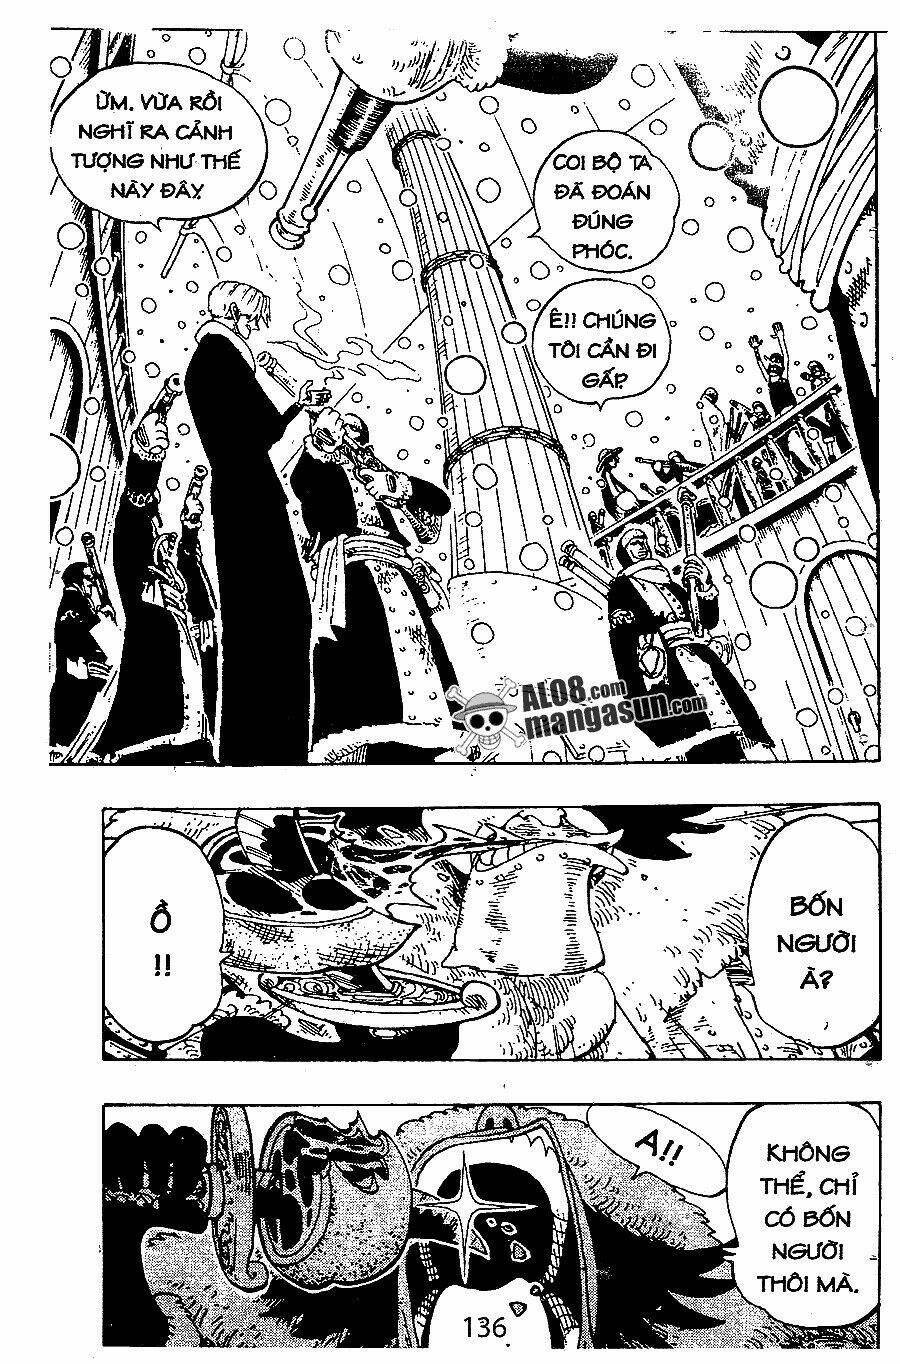 ỪM. VỪA RỒI
NGHĨ RA CẢNH
TƯỢNG NHƯ THẾ
NÀY ĐÂY.
COI BỘ TA
ĐÃ ĐOÁN
ĐÚNG
PHÓC.
Ê!! CHÚNG
TÔI CẦN ĐI
GẤP.
AL08.com
mangasun.com
BỐN
NGƯỜI
À?
Ồ
!!
A!!
KHÔNG
THỂ, CHỈ
CÓ BỐN
NGƯỜI
THÔI MÀ.
136